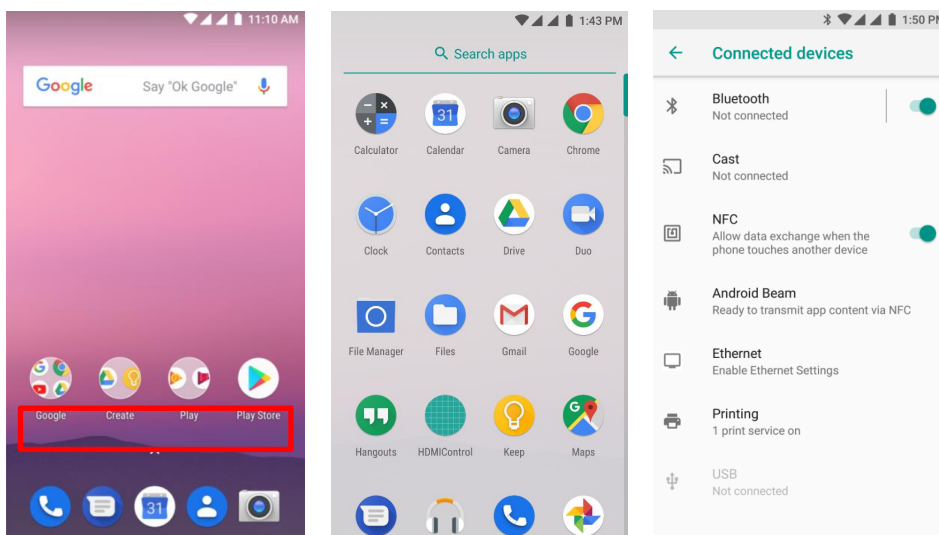 11:10 AM
Google Say "Ok Google"
Google Create Play Play Store
31
1:43 PM
Search apps
31
Calculator Calendar Camera Chrome
Clock Contacts Drive Duo
File Manager Files Gmail Google
Hangouts HDMIControl Keep Maps
1:50 PM
Connected devices
Bluetooth
Not connected
Cast
Not connected
NFC
Allow data exchange when the
phone touches another device
Android Beam
Ready to transmit app content via NFC
Ethernet
Enable Ethernet Settings
Printing
1 print service on
USB
Not connected